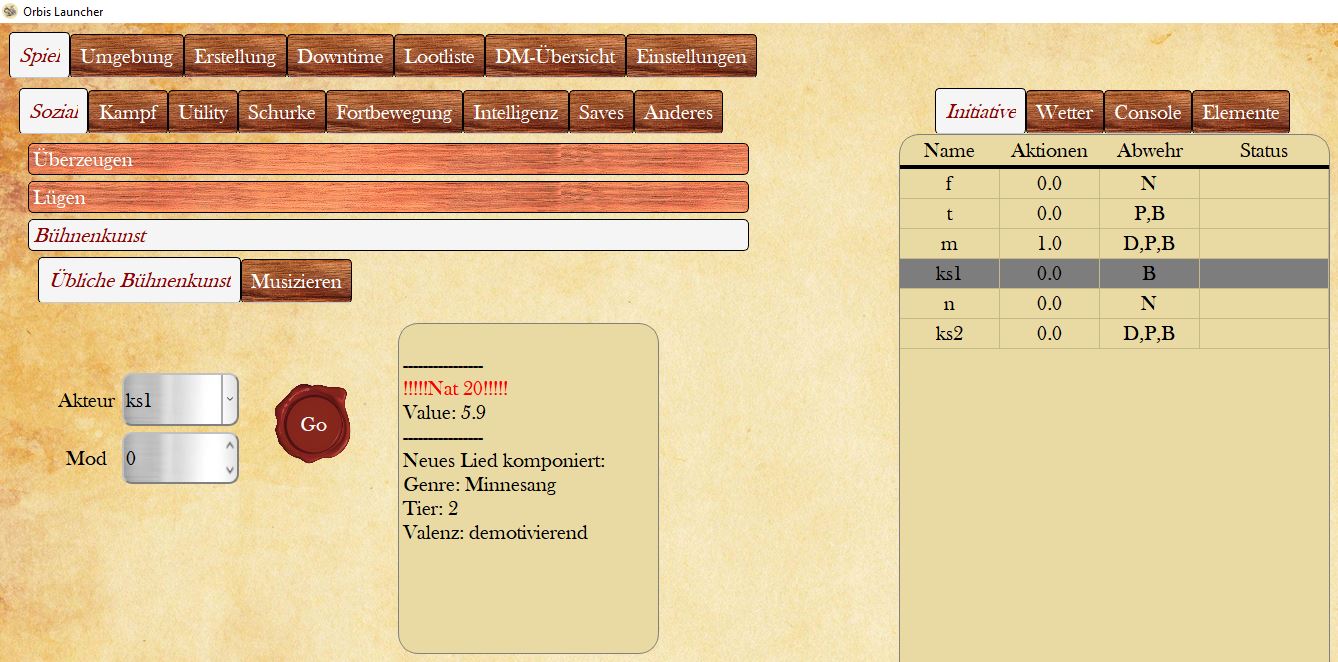 Orbis Launcher
Spiel Umgebung Erstellung Downtime Lootliste DM-Übersicht Einstellungen
Sozial Kampf Utility Schurke Fortbewegung Intelligenz Saves Anderes
Überzeugen
Lügen
Bühnenkunst
Übliche Bühnenkunst Musizieren
Akteur ks1
Mod 0
Go
----------------
!!!!!Nat 20!!!!!
Value: 5.9
----------------
Neues Lied komponiert:
Genre: Minnesang
Tier: 2
Valenz: demotivierend
Initiative Wetter Console Elemente
Name Aktionen Abwehr Status
f 0.0 N
t 0.0 P,B
m 1.0 D,P,B
ks1 0.0 B
n 0.0 N
ks2 0.0 D,P,B